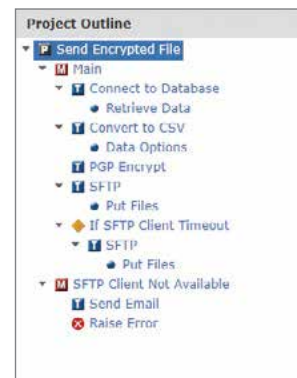 Project Outline
P Send Encrypted File
M Main
T Connect to Database
Retrieve Data
T Convert to CSV
Data Options
T PGP Encrypt
T SFTP
Put Files
If SFTP Client Timeout
T SFTP
Put Files
M SFTP Client Not Available
T Send Email
Raise Error